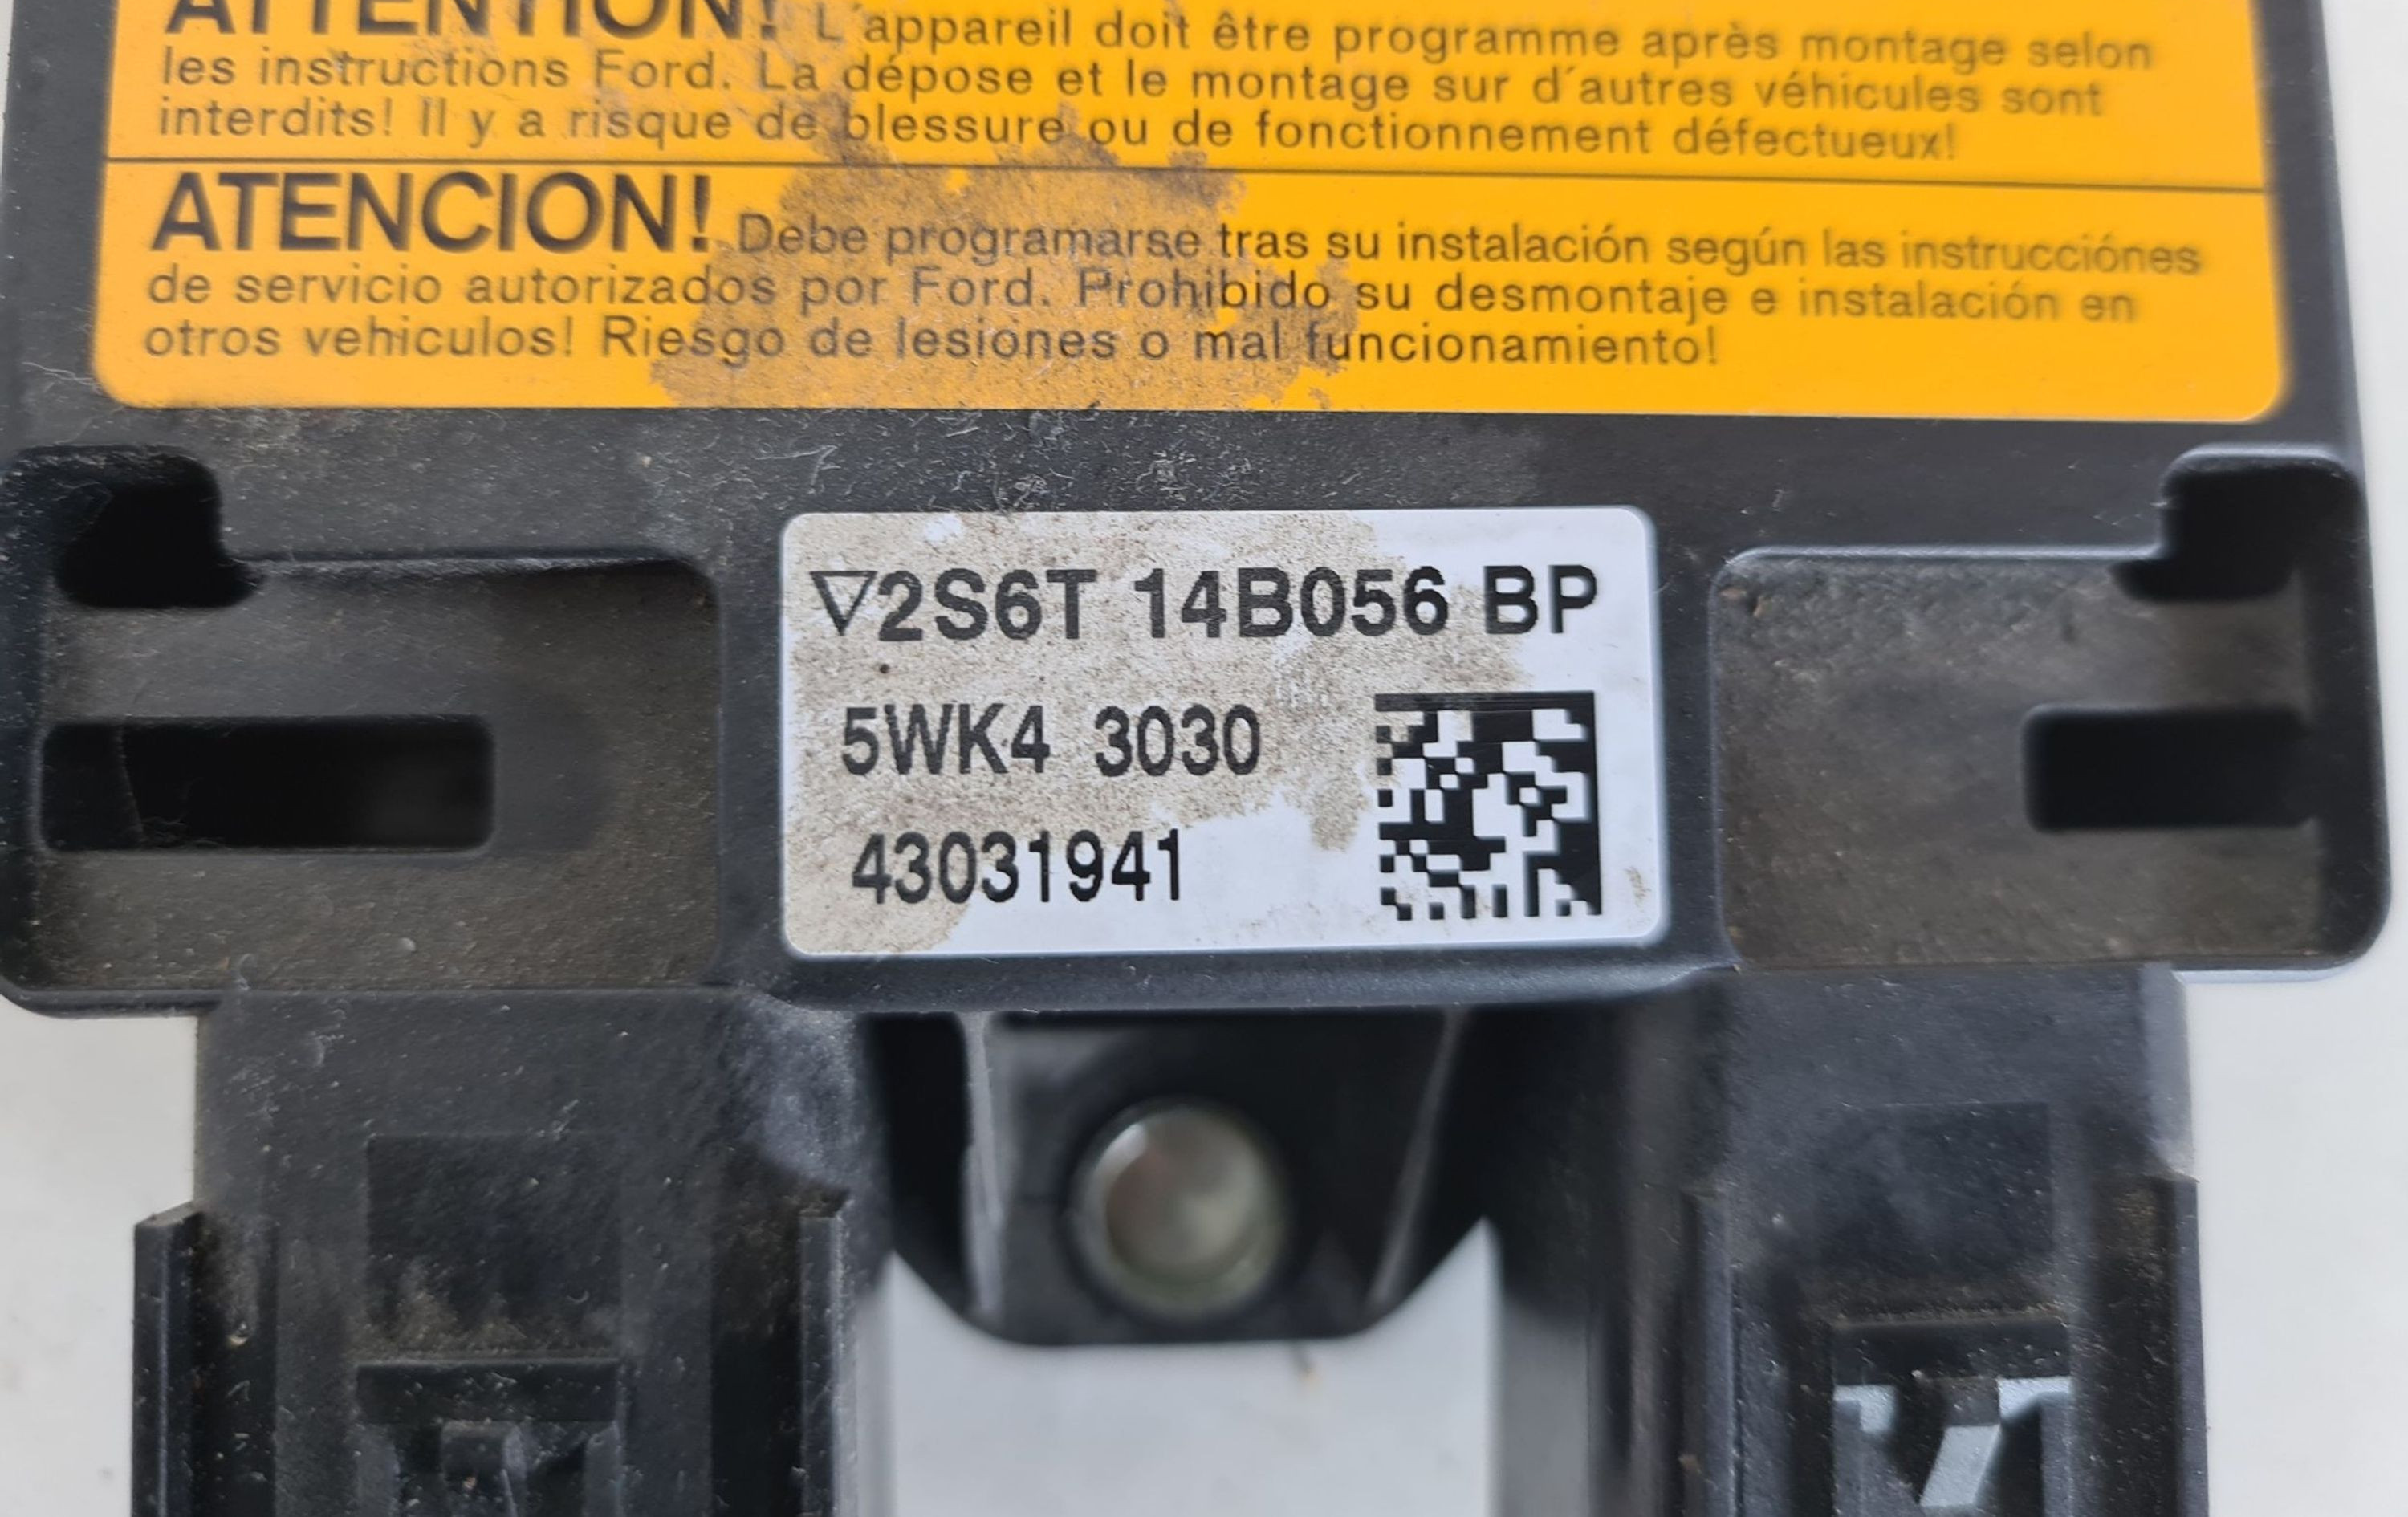 ATTENTION! L´appareil doit être programme après montage selon
les instructions Ford. La dépose et le montage sur d´autres véhicules sont
interdits! Il y a risque de blessure ou de fonctionnement défectueux!
ATENCION! Debe programarse tras su instalación según las instrucciónes
de servicio autorizados por Ford. Prohibido su desmontaje e instalación en
otros vehiculos! Riesgo de lesiones o mal funcionamiento!
▽2S6T 14B056 BP
5WK4 3030
43031941